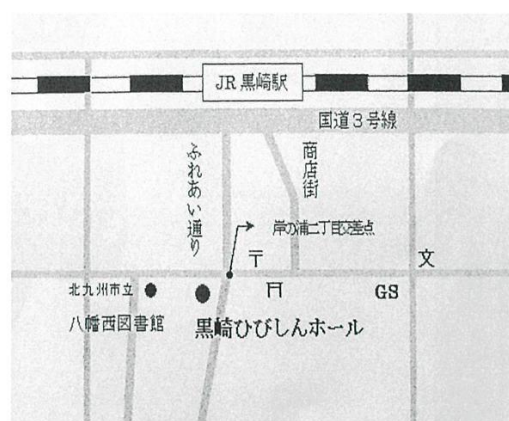 JR 黒崎駅
国道3号線
ふれあい通り
商店街
岸の浦二丁目交差点
〒
文
北九州市立
八幡西図書館
黒崎ひびしんホール
GS